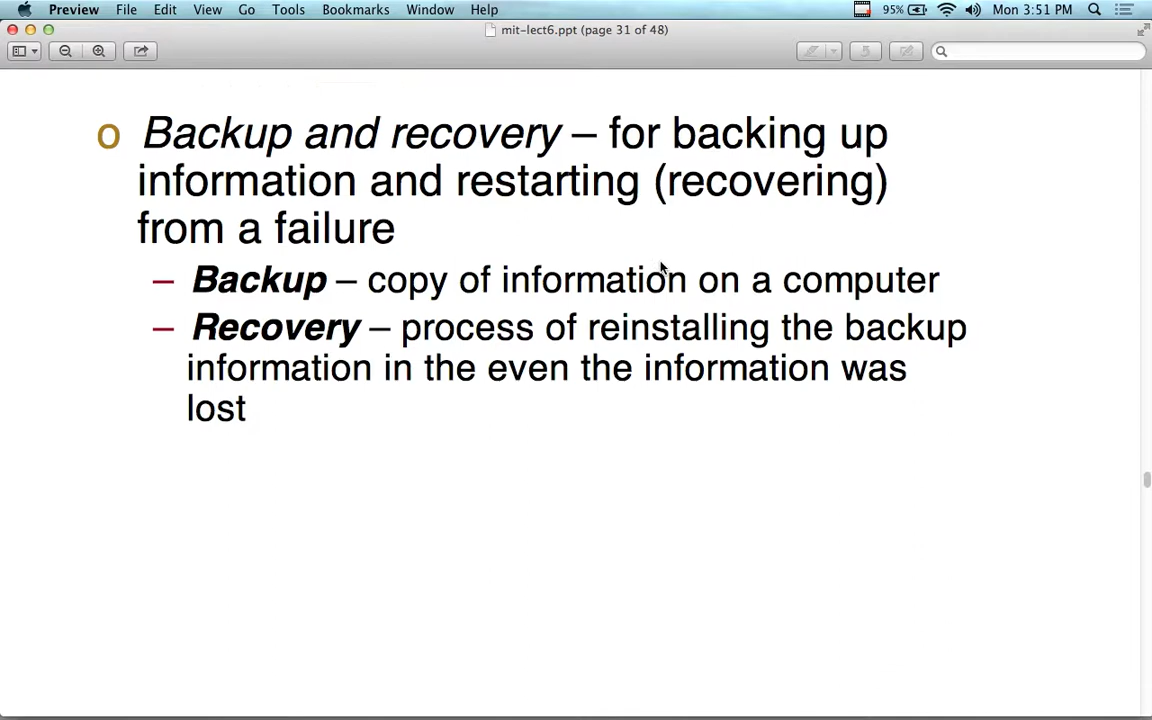 Preview File Edit View Go Tools Bookmarks Window Help 95% Mon 3:51 PM
mit-lect6.ppt (page 31 of 48)
o Backup and recovery – for backing up
information and restarting (recovering)
from a failure
– Backup – copy of information on a computer
– Recovery – process of reinstalling the backup
information in the even the information was
lost